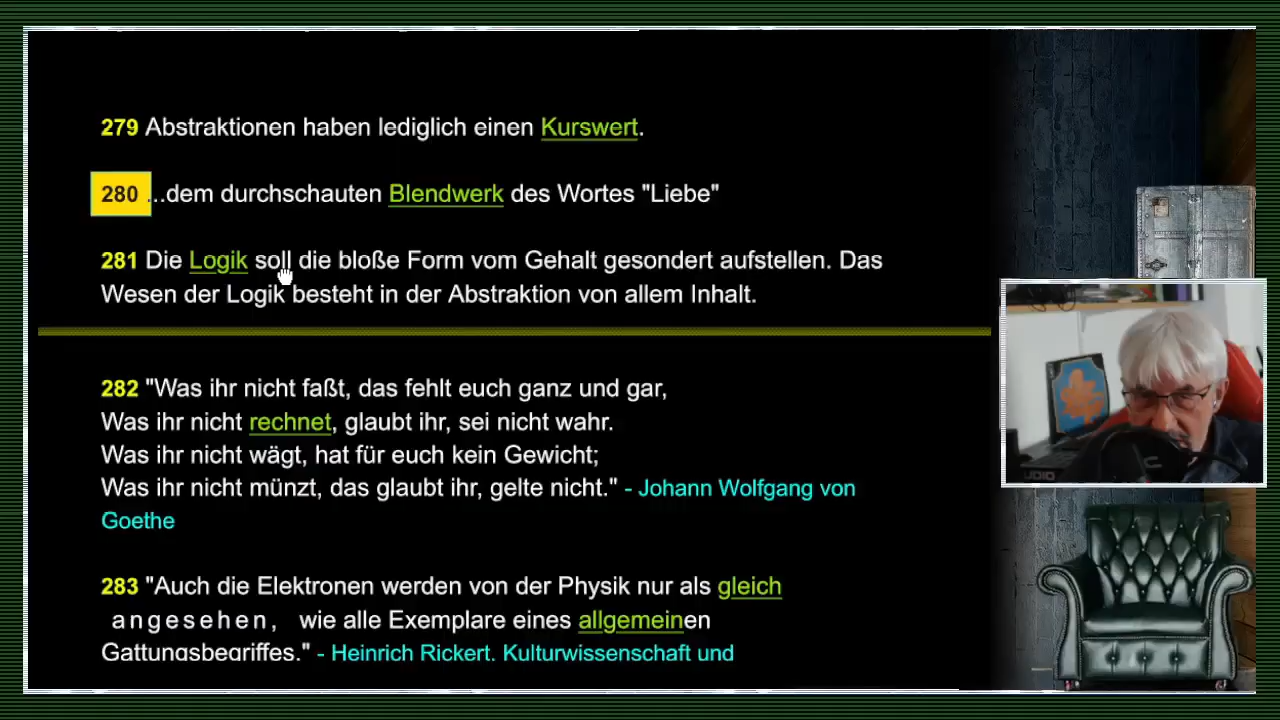 279 Abstraktionen haben lediglich einen Kurswert.
280 ...dem durchschauten Blendwerk des Wortes "Liebe"
281 Die Logik soll die bloße Form vom Gehalt gesondert aufstellen. Das
Wesen der Logik besteht in der Abstraktion von allem Inhalt.
282 "Was ihr nicht faßt, das fehlt euch ganz und gar,
Was ihr nicht rechnet, glaubt ihr, sei nicht wahr.
Was ihr nicht wägt, hat für euch kein Gewicht;
Was ihr nicht münzt, das glaubt ihr, gelte nicht." - Johann Wolfgang von
Goethe
283 "Auch die Elektronen werden von der Physik nur als gleich
angesehen, wie alle Exemplare eines allgemeinen
Gattungsbegriffes." - Heinrich Rickert. Kulturwissenschaft und